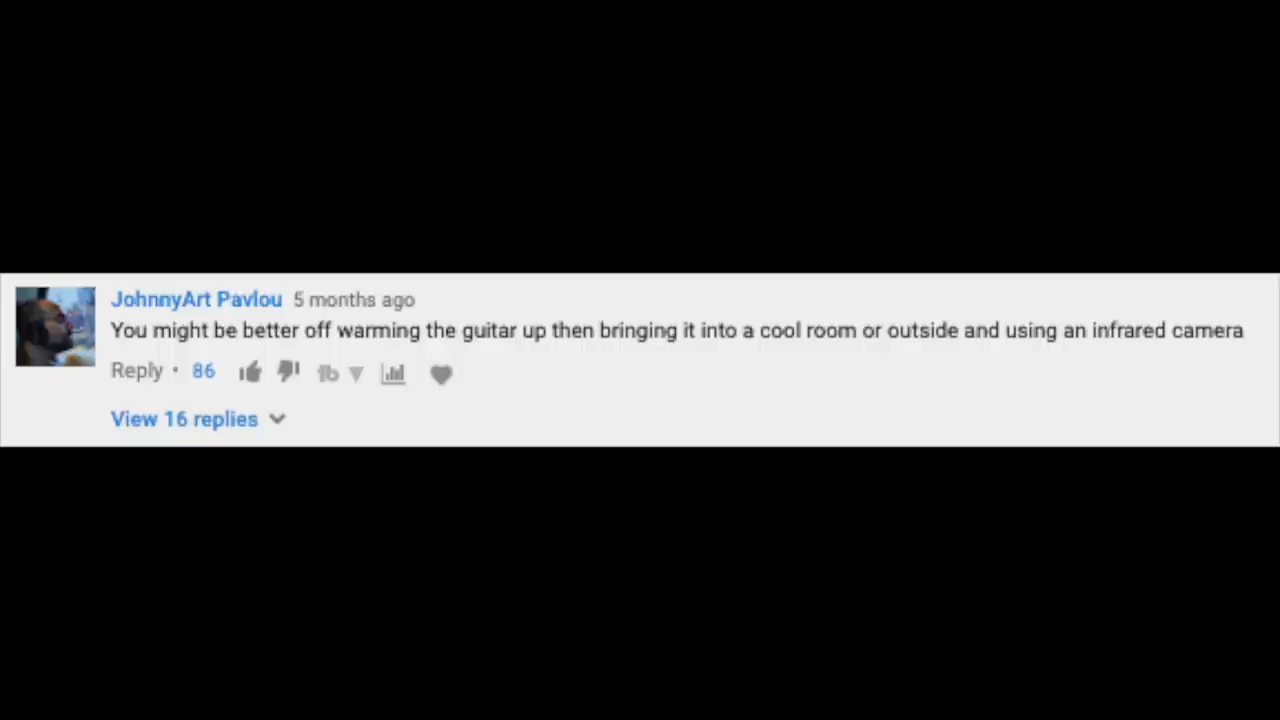 JohnnyArt Pavlou 5 months ago
You might be better off warming the guitar up then bringing it into a cool room or outside and using an infrared camera
Reply • 86
View 16 replies